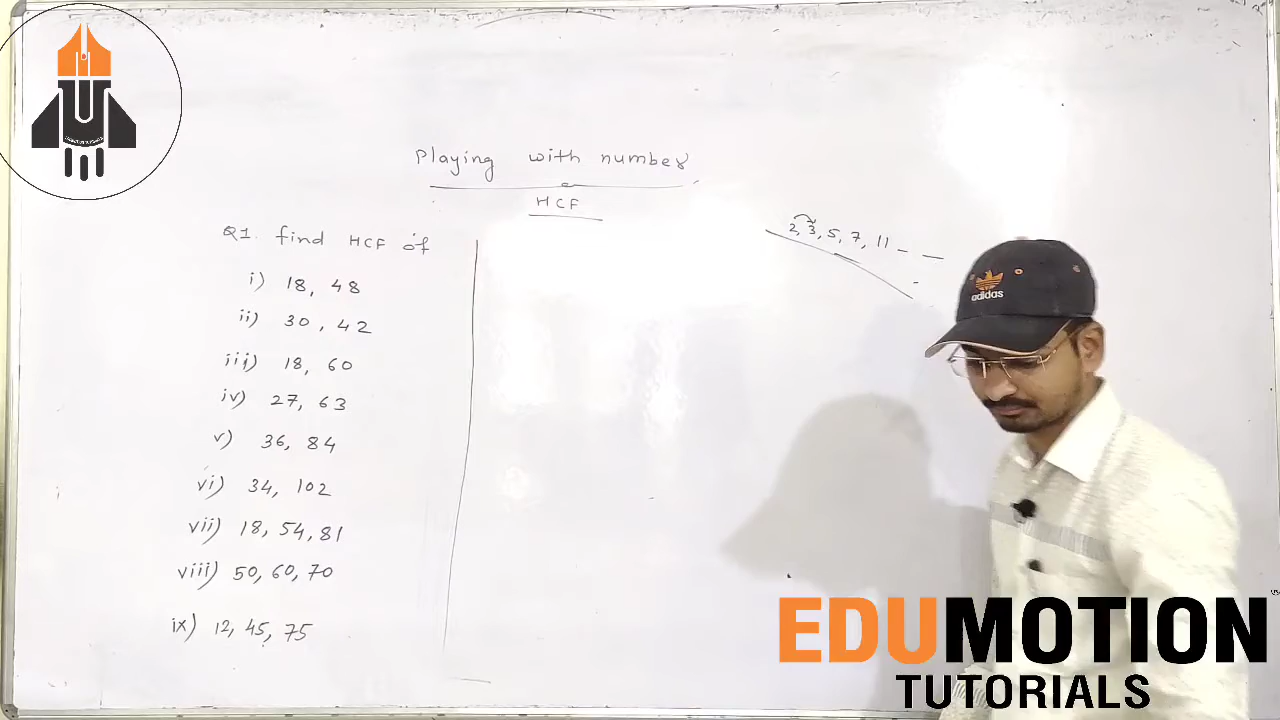 Playing with number
HCF
Q1. find HCF of
i) 18, 48
ii) 30, 42
iii) 18, 60
iv) 27, 63
v) 36, 84
vi) 34, 102
vii) 18, 54, 81
viii) 50, 60, 70
ix) 12, 45, 75
2, 3, 5, 7, 11 - -
adidas
EDUMOTION
TUTORIALS